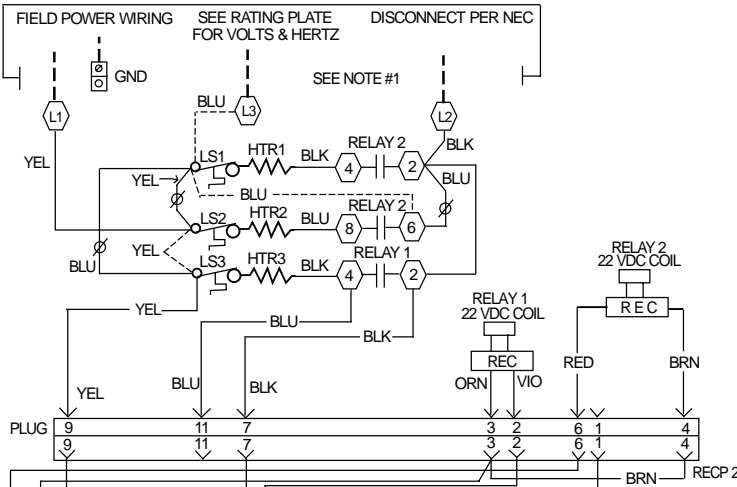 FIELD POWER WIRING
SEE RATING PLATE
FOR VOLTS & HERTZ
DISCONNECT PER NEC
GND
SEE NOTE #1
BLU
L1
L3
L2
YEL
LS1
HTR1
BLK
RELAY 2
4
2
BLK
YEL
BLU
BLU
LS2
HTR2
BLU
RELAY 2
8
6
YEL
BLU
LS3
HTR3
BLK
RELAY 1
4
2
RELAY 2
22 VDC COIL
REC
YEL
BLU
BLK
RELAY 1
22 VDC COIL
REC
RED
BRN
ORN
VIO
YEL
BLU
BLK
PLUG
9
11
7
3
2
6
1
4
9
11
7
3
2
6
1
4
BRN
RECP 2